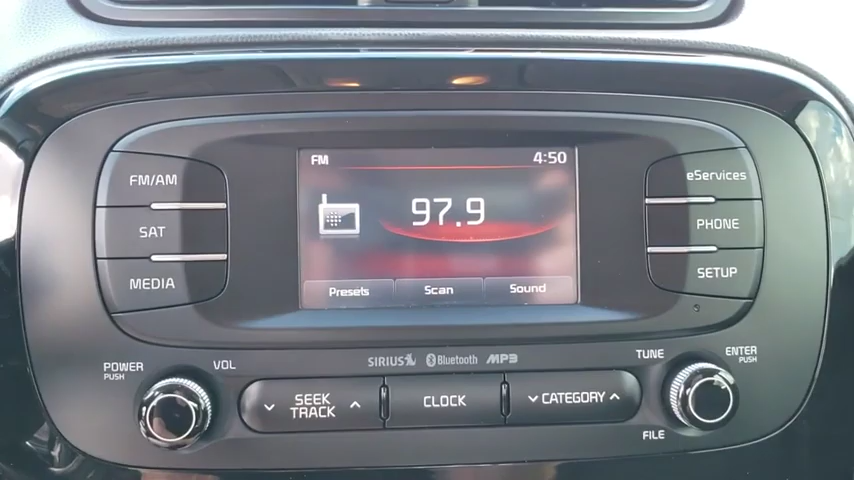 FM 4:50
FM/AM
SAT
MEDIA
97.9
Presets Scan Sound
eServices
PHONE
SETUP
SIRIUS Bluetooth MP3
POWER
PUSH
VOL
SEEK
TRACK
CLOCK
CATEGORY
TUNE
ENTER
PUSH
FILE